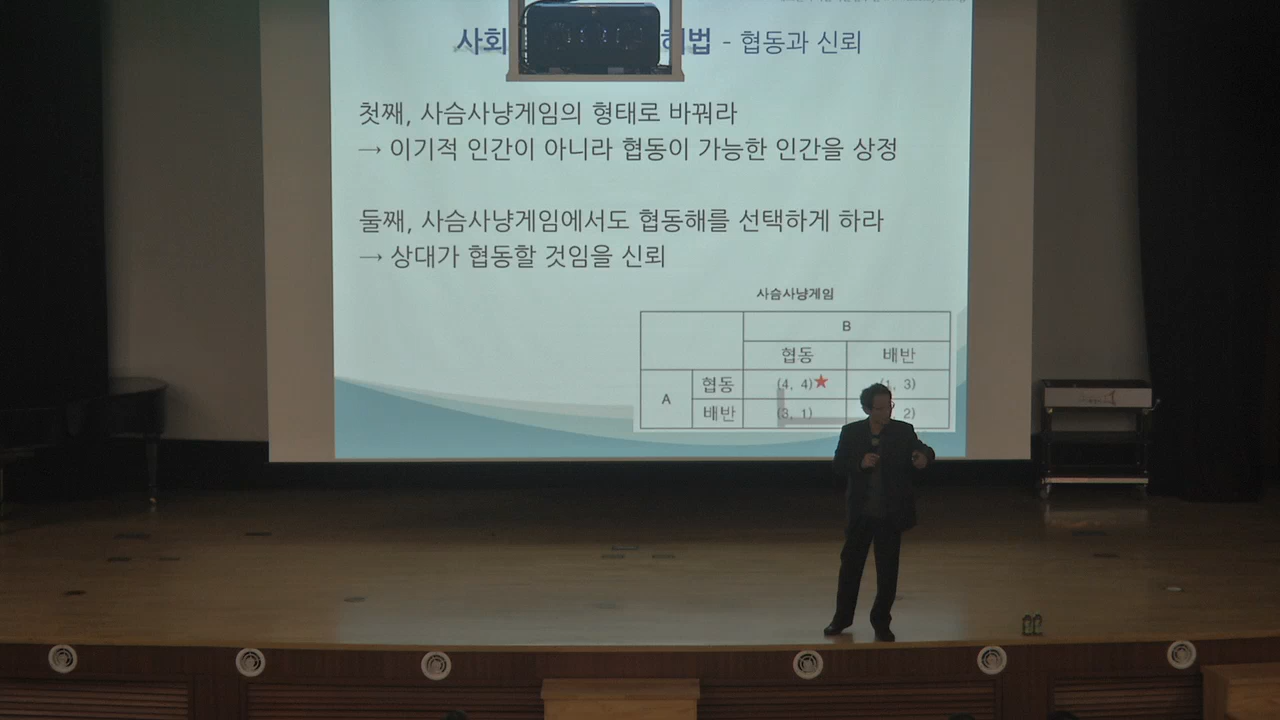 사회 해법 - 협동과 신뢰
첫째, 사슴사냥게임의 형태로 바꿔라
→ 이기적 인간이 아니라 협동이 가능한 인간을 상정
둘째, 사슴사냥게임에서도 협동해를 선택하게 하라
→ 상대가 협동할 것임을 신뢰
사슴사냥게임
B
협동 배반
A 협동 (4, 4)★ (1, 3)
배반 (3, 1) 2)